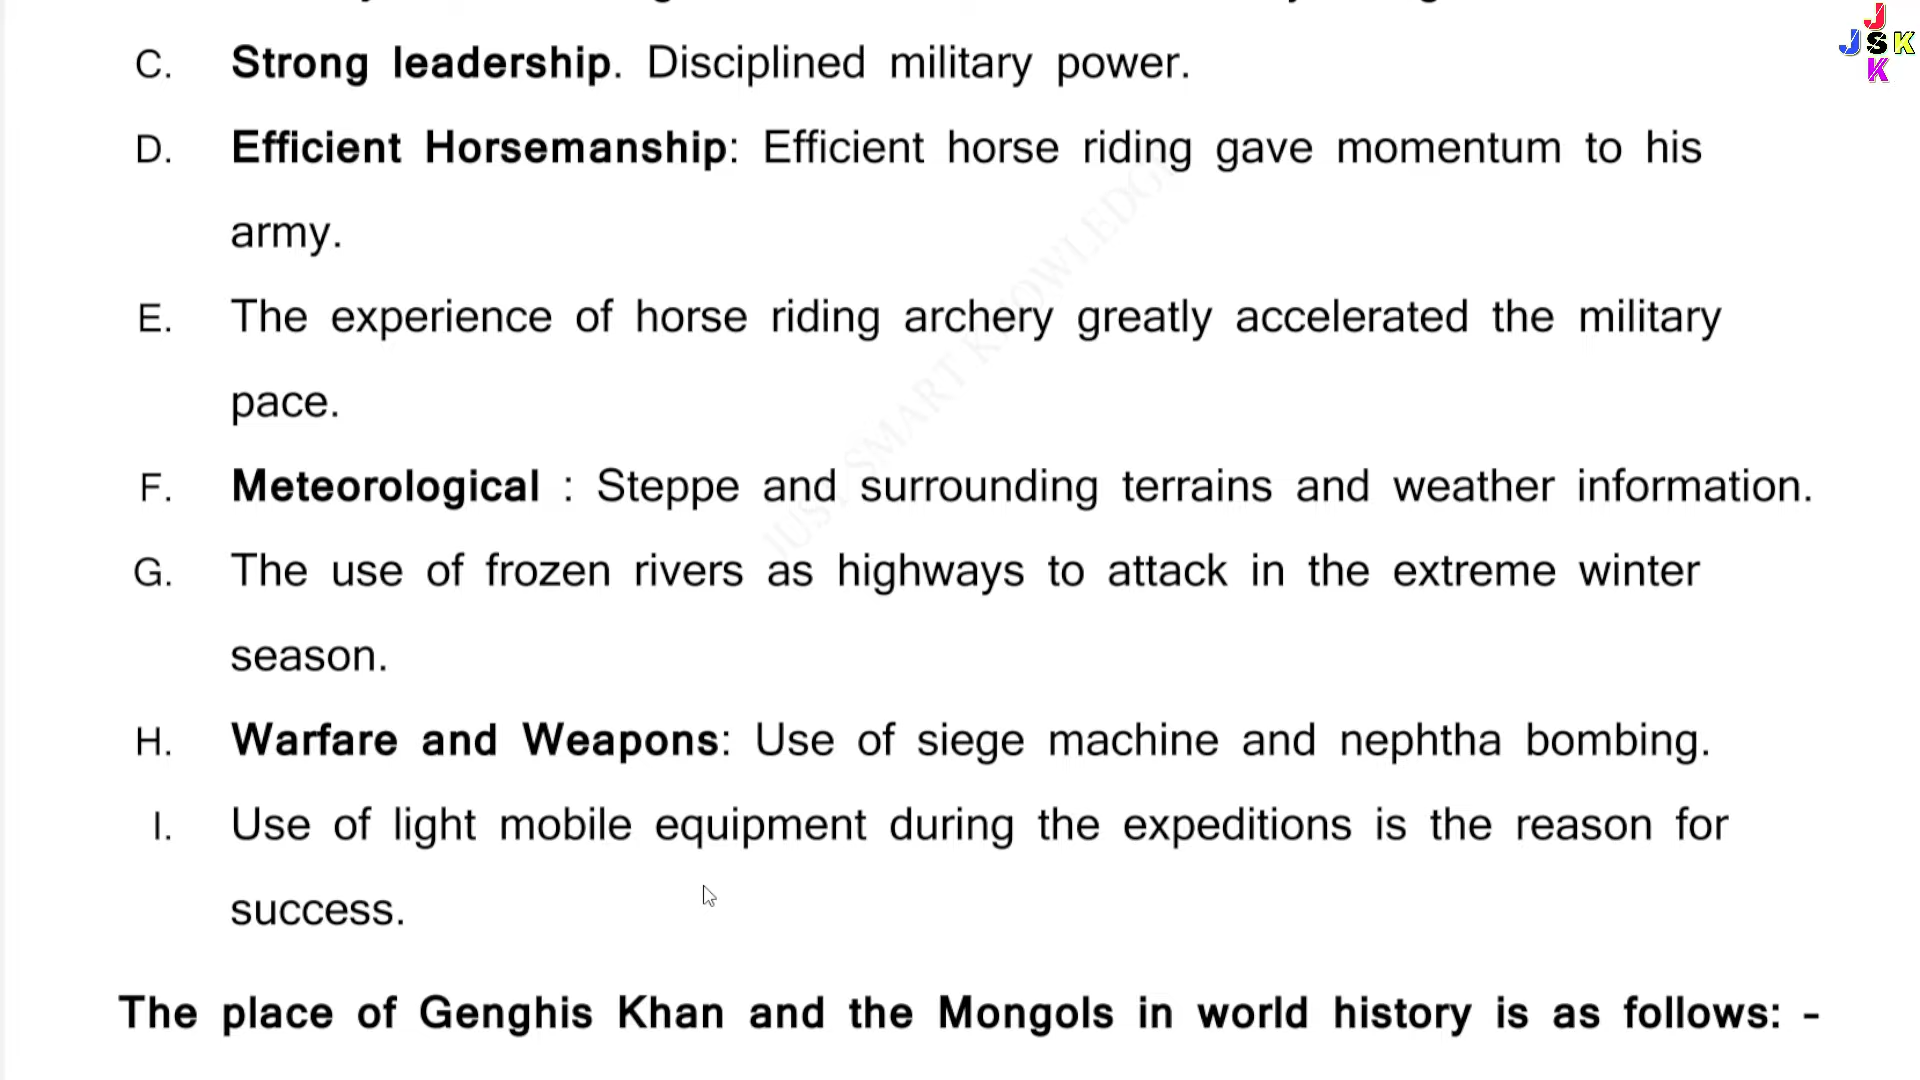 J
J S K
K
C. Strong leadership. Disciplined military power.
D. Efficient Horsemanship: Efficient horse riding gave momentum to his
army.
E. The experience of horse riding archery greatly accelerated the military
pace.
F. Meteorological : Steppe and surrounding terrains and weather information.
G. The use of frozen rivers as highways to attack in the extreme winter
season.
H. Warfare and Weapons: Use of siege machine and nephtha bombing.
I. Use of light mobile equipment during the expeditions is the reason for
success.
The place of Genghis Khan and the Mongols in world history is as follows: -
JUST SMART KNOWLEDGE